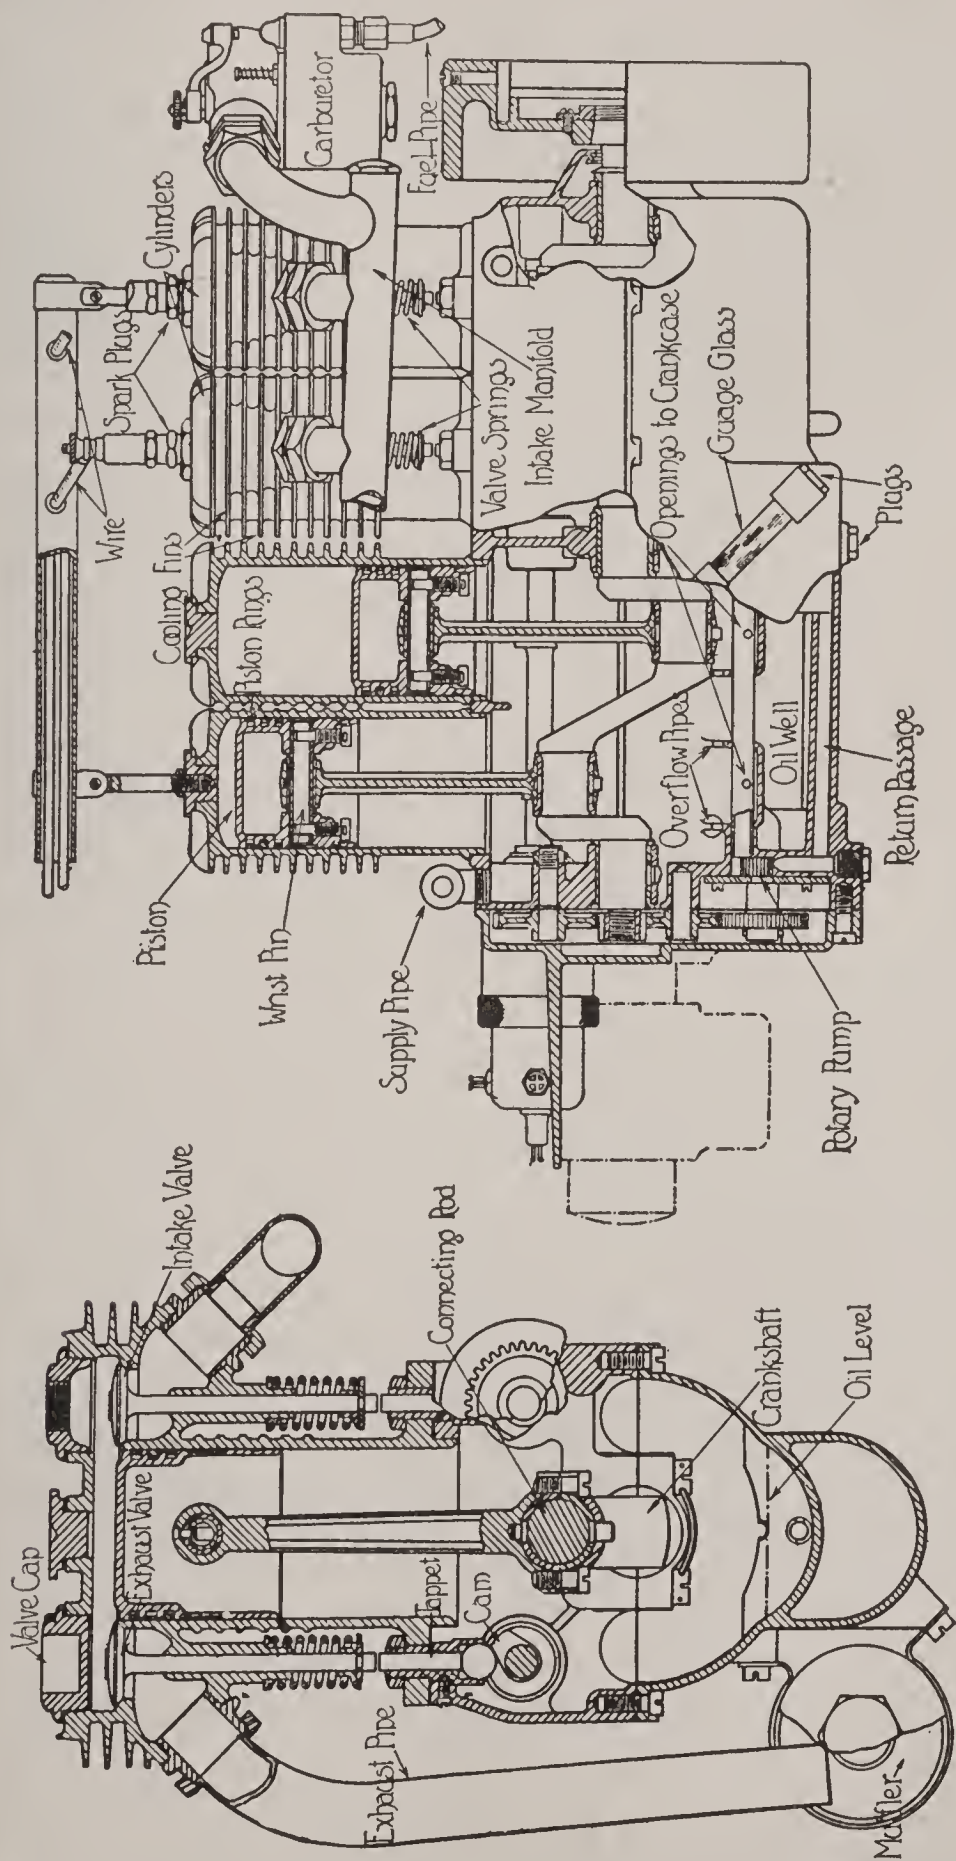 Valve Cap
Exhaust Valve
Intake Valve
Tappet
Cam
Connecting Rod
Exhaust Pipe
Crankshaft
Oil Level
Muffler
Wire
Spark Plugs
Cylinders
Cooling Fins
Piston Rings
Piston
Wrist Pin
Supply Pipe
Carburetor
Fuel Pipe
Valve Springs
Intake Manifold
Overflow Pipes
Openings to Crankcase
Guage Glass
Oil Well
Plugs
Return Passage
Rotary Pump